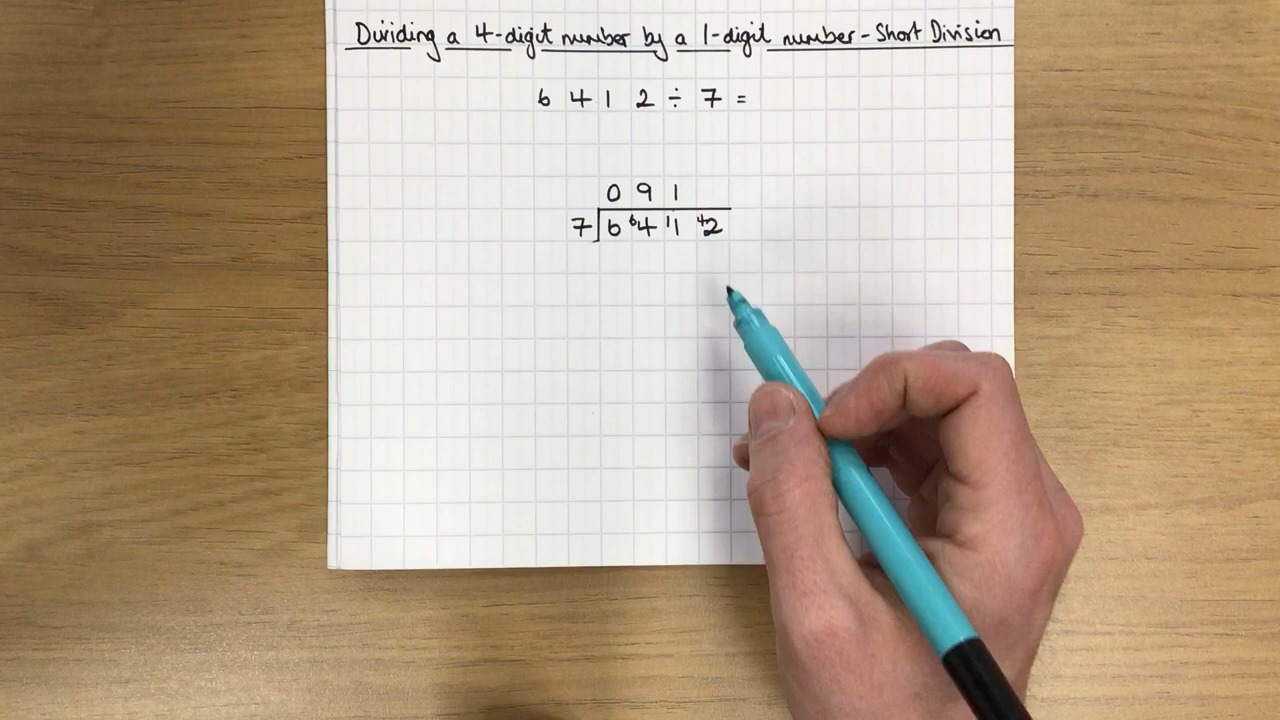 Dividing a 4-digit number by a 1-digit number - Short Division
6 4 1 2 ÷ 7 =
0 9 1
7 6 64 11 42